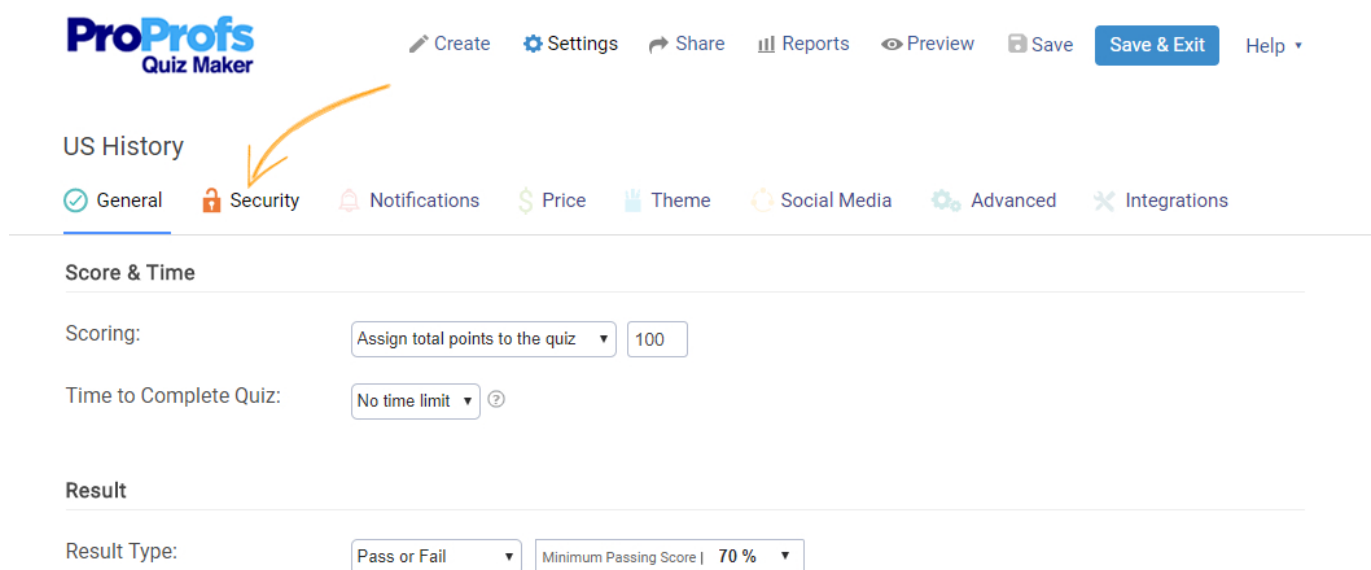 ProProfs
Quiz Maker
Create Settings Share Reports Preview Save Save & Exit Help
US History
General Security Notifications Price Theme Social Media Advanced Integrations
Score & Time
Scoring: Assign total points to the quiz 100
Time to Complete Quiz: No time limit ?
Result
Result Type: Pass or Fail Minimum Passing Score | 70 %